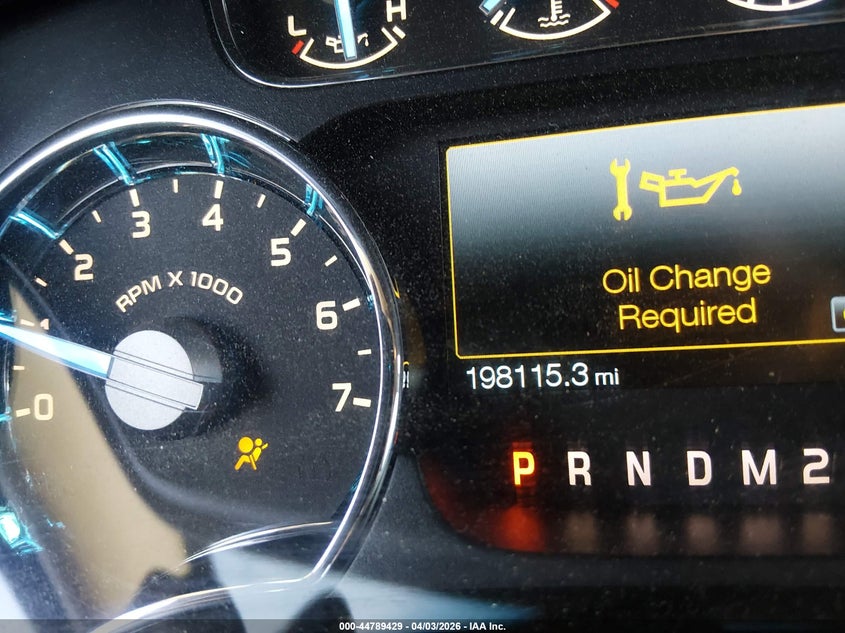 L H
0 1 2 3 4 5 6 7
RPM X 1000
Oil Change
Required
198115.3 mi
P R N D M 2
000-44789429 - 04/03/2026 - IAA Inc.